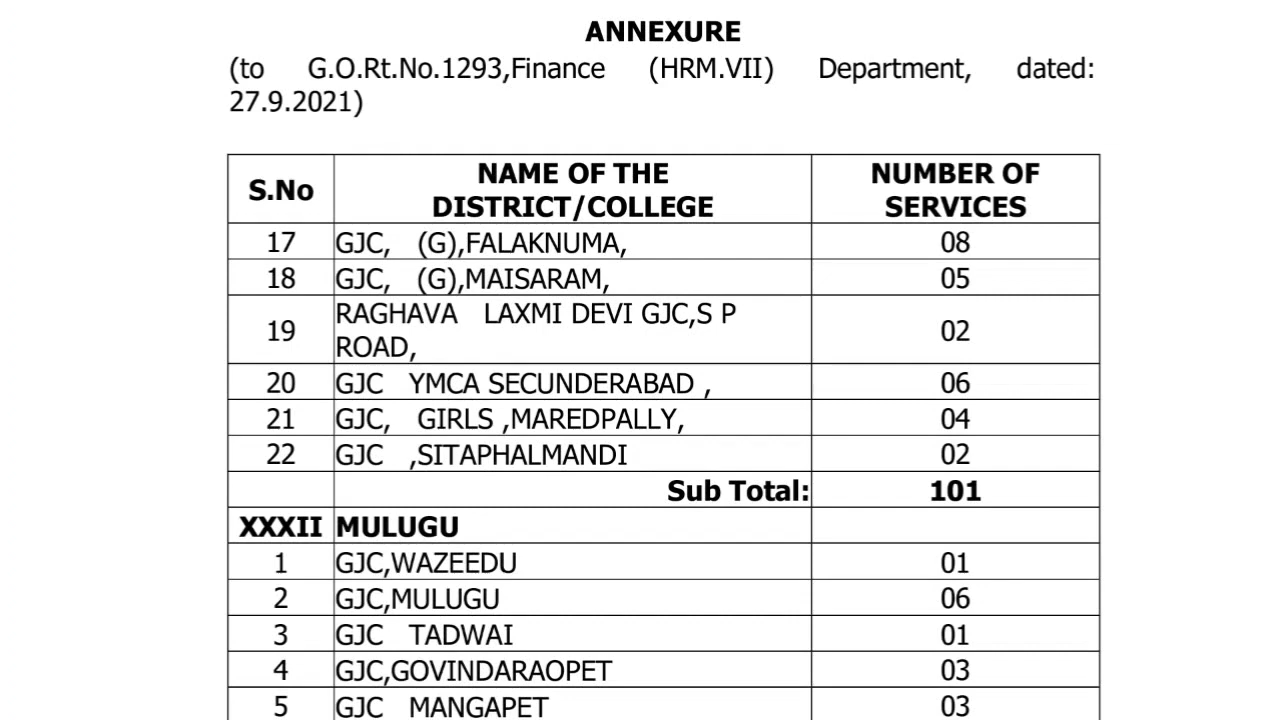 ANNEXURE
(to G.O.Rt.No.1293,Finance (HRM.VII) Department, dated:
27.9.2021)
S.No NAME OF THE DISTRICT/COLLEGE NUMBER OF SERVICES
17 GJC, (G),FALAKNUMA, 08
18 GJC, (G),MAISARAM, 05
19 RAGHAVA LAXMI DEVI GJC,S P ROAD, 02
20 GJC YMCA SECUNDERABAD , 06
21 GJC, GIRLS ,MAREDPALLY, 04
22 GJC ,SITAPHALMANDI 02
Sub Total: 101
XXXII MULUGU
1 GJC,WAZEEDU 01
2 GJC,MULUGU 06
3 GJC TADWAI 01
4 GJC,GOVINDARAOPET 03
5 GJC MANGAPET 03